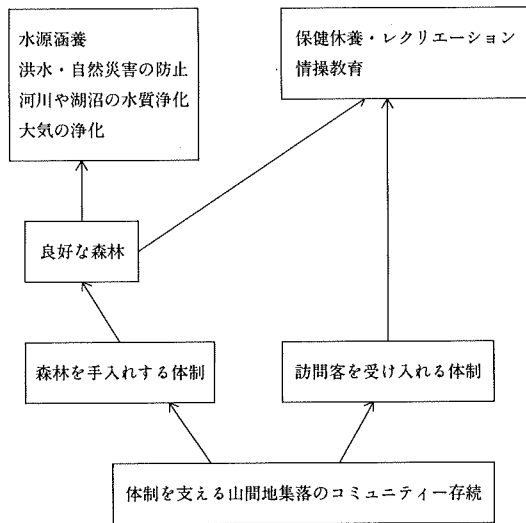 水源涵養
洪水・自然災害の防止
河川や湖沼の水質浄化
大気の浄化
保健休養・レクリエーション
情操教育
良好な森林
森林を手入れする体制
訪問客を受け入れる体制
体制を支える山間地集落のコミュニティー存続